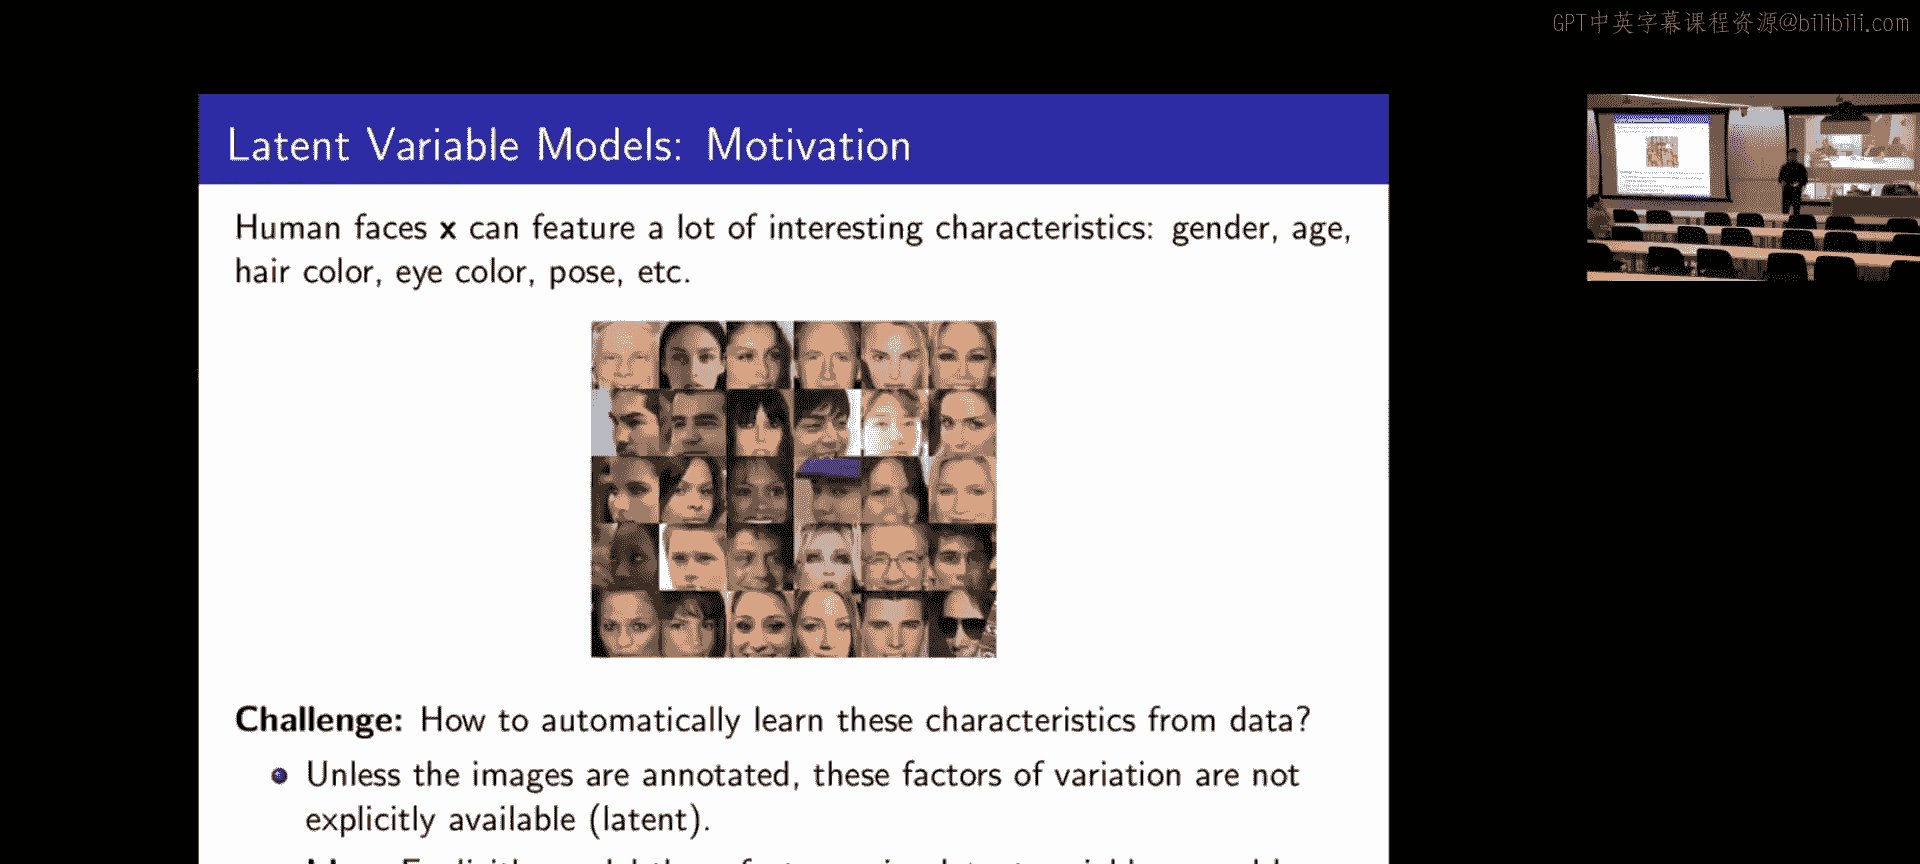 GPT中英字幕课程资源@bilibili.com
Latent Variable Models: Motivation
Human faces x can feature a lot of interesting characteristics: gender, age,
hair color, eye color, pose, etc.
Challenge: How to automatically learn these characteristics from data?
Unless the images are annotated, these factors of variation are not
explicitly available (latent).